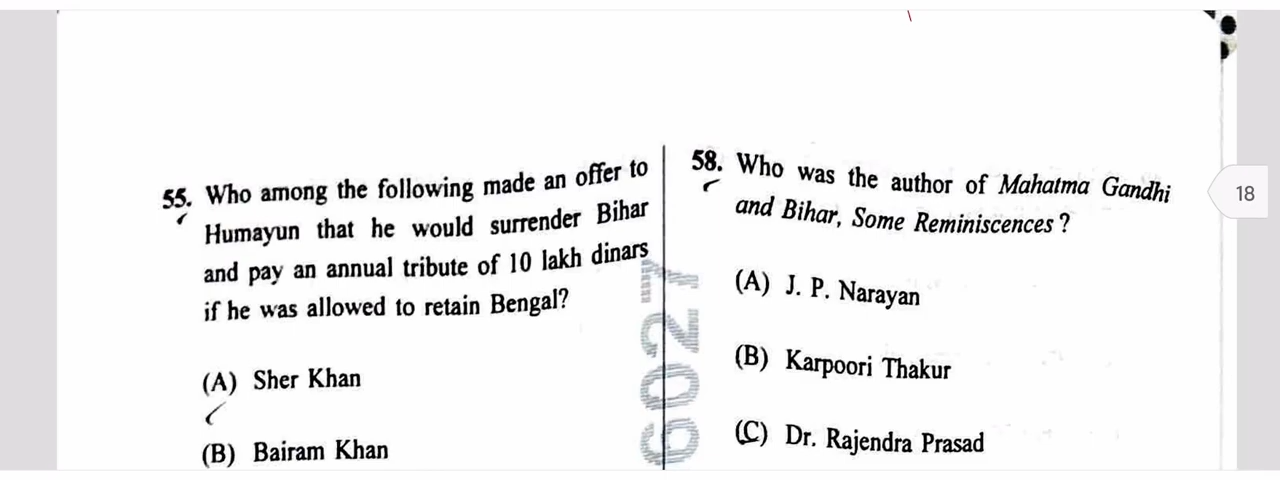 55. Who among the following made an offer to
Humayun that he would surrender Bihar
and pay an annual tribute of 10 lakh dinars
if he was allowed to retain Bengal?
(A) Sher Khan
(B) Bairam Khan
58. Who was the author of Mahatma Gandhi
and Bihar, Some Reminiscences ?
(A) J. P. Narayan
(B) Karpoori Thakur
(C) Dr. Rajendra Prasad
6027
18